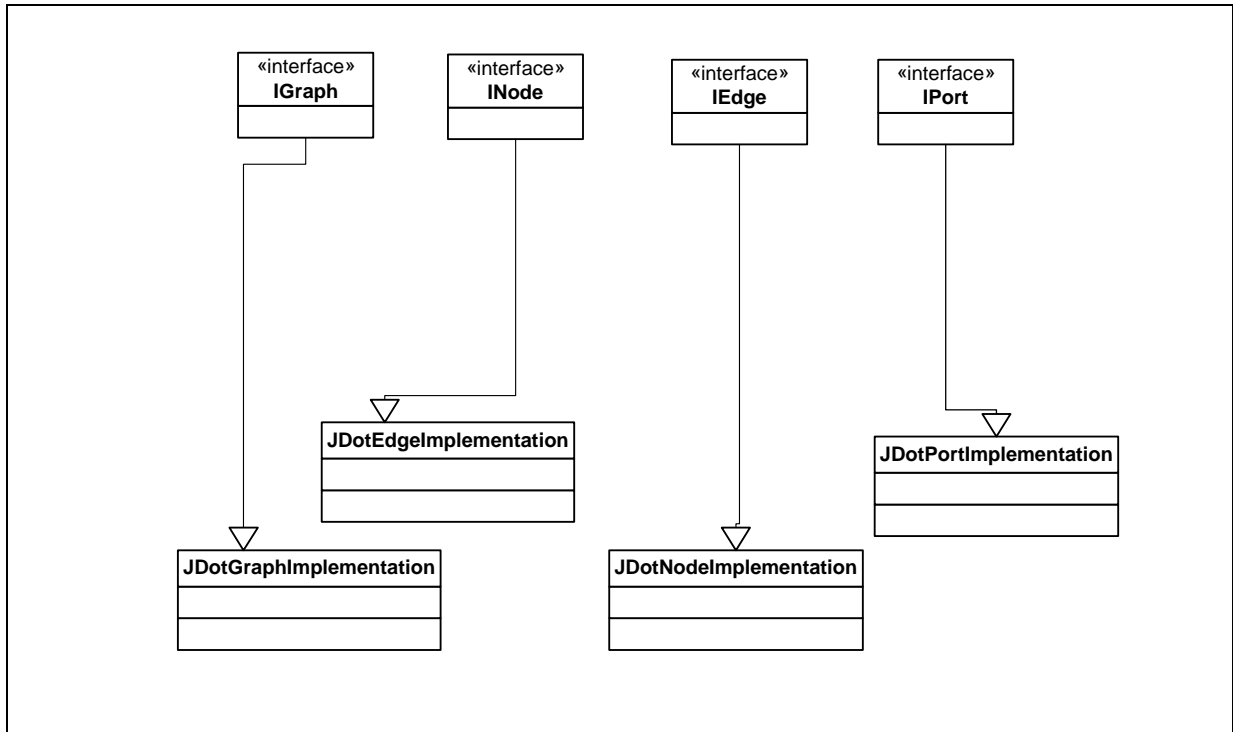 «interface»
IGraph
«interface»
INode
«interface»
IEdge
«interface»
IPort
JDotEdgeImplementation
JDotPortImplementation
JDotGraphImplementation
JDotNodeImplementation